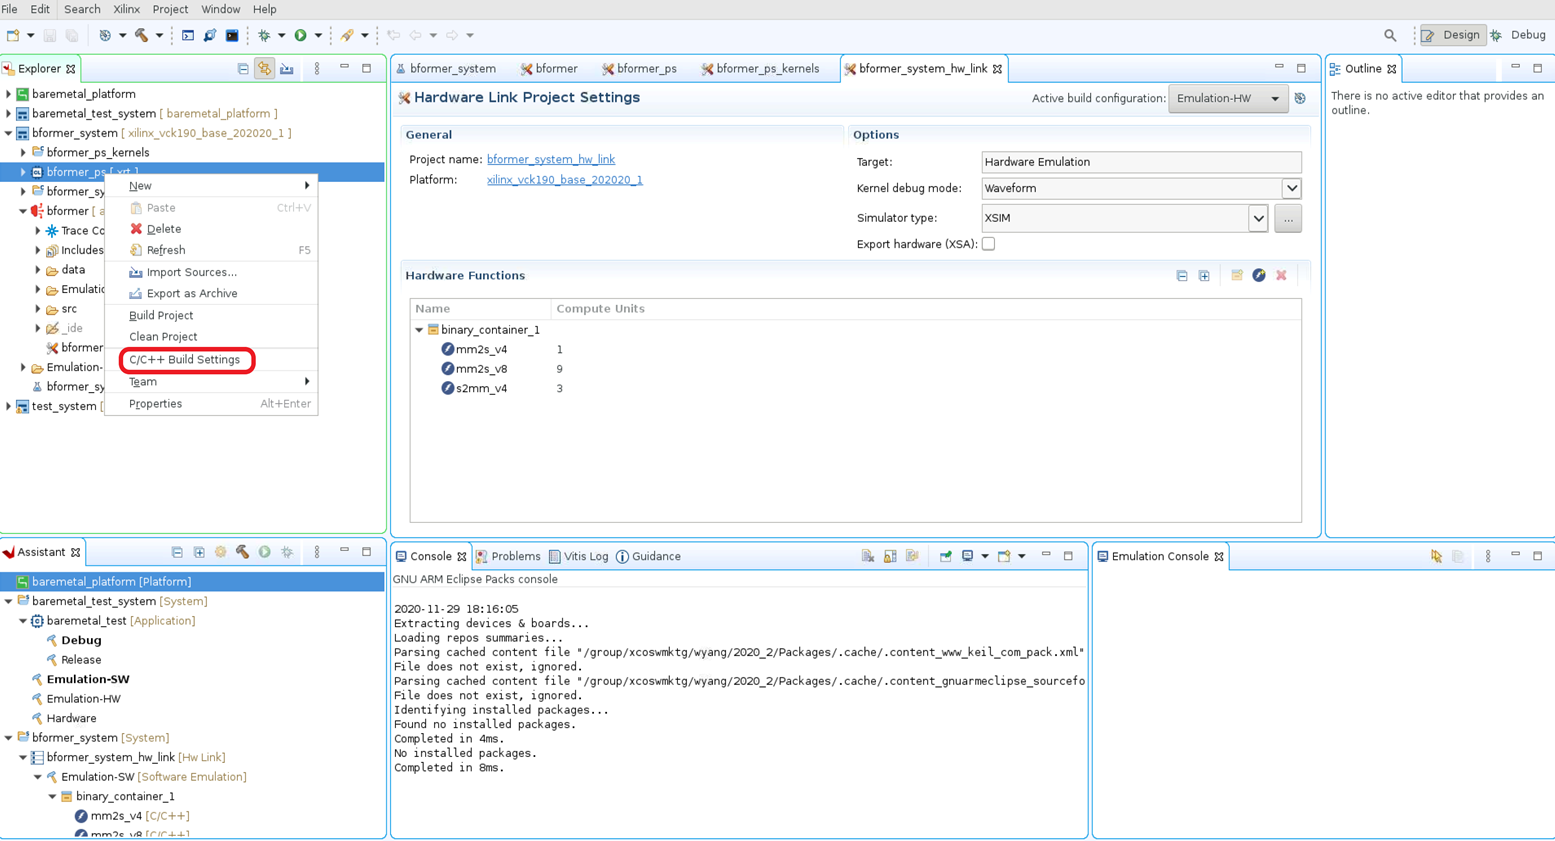 File Edit Search Xilinx Project Window Help
Design Debug
Explorer
baremetal_platform
baremetal_test_system [ baremetal_platform ]
bformer_system [ xilinx_vck190_base_202020_1 ]
bformer_ps_kernels
bformer_ps [ xrt ]
bformer_sy
bformer [ a
Trace Co
Includes
data
Emulatio
src
_ide
bformer
Emulation-
bformer_sy
test_system [
New
Paste Ctrl+V
Delete
Refresh F5
Import Sources...
Export as Archive
Build Project
Clean Project
C/C++ Build Settings
Team
Properties Alt+Enter
bformer_system bformer bformer_ps bformer_ps_kernels bformer_system_hw_link
Hardware Link Project Settings
Active build configuration: Emulation-HW
General
Project name: bformer_system_hw_link
Platform: xilinx_vck190_base_202020_1
Options
Target: Hardware Emulation
Kernel debug mode: Waveform
Simulator type: XSIM ...
Export hardware (XSA):
Hardware Functions
Name Compute Units
binary_container_1
mm2s_v4 1
mm2s_v8 9
s2mm_v4 3
Outline
There is no active editor that provides an
outline.
Assistant
baremetal_platform [Platform]
baremetal_test_system [System]
baremetal_test [Application]
Debug
Release
Emulation-SW
Emulation-HW
Hardware
bformer_system [System]
bformer_system_hw_link [Hw Link]
Emulation-SW [Software Emulation]
binary_container_1
mm2s_v4 [C/C++]
mm2s_v8 [C/C++]
Console Problems Vitis Log Guidance
GNU ARM Eclipse Packs console
2020-11-29 18:16:05
Extracting devices & boards...
Loading repos summaries...
Parsing cached content file "/group/xcoswmktg/wyang/2020_2/Packages/.cache/.content_www_keil_com_pack.xml"
File does not exist, ignored.
Parsing cached content file "/group/xcoswmktg/wyang/2020_2/Packages/.cache/.content_gnuarmeclipse_sourcefo
File does not exist, ignored.
Identifying installed packages...
Found no installed packages.
Completed in 4ms.
No installed packages.
Completed in 8ms.
Emulation Console